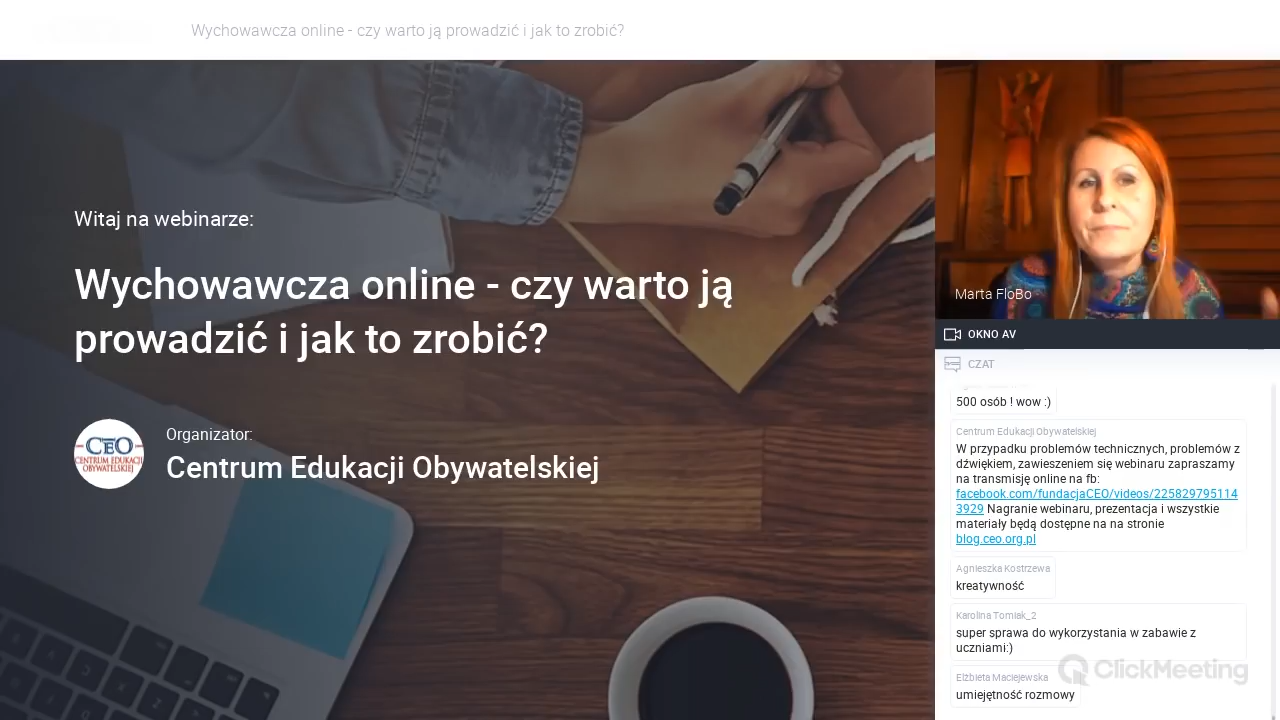 Wychowawcza online - czy warto ją prowadzić i jak to zrobić?
Witaj na webinarze:
Wychowawcza online - czy warto ją
prowadzić i jak to zrobić?
CEO
CENTRUM EDUKACJI
OBYWATELSKIEJ
Organizator:
Centrum Edukacji Obywatelskiej
Marta FloBo
OKNO AV
CZAT
500 osób ! wow :)
Centrum Edukacji Obywatelskiej
W przypadku problemów technicznych, problemów z
dźwiękiem, zawieszeniem się webinaru zapraszamy
na transmisję online na fb:
facebook.com/fundacjaCEO/videos/225829795114
3929 Nagranie webinaru, prezentacja i wszystkie
materiały będą dostępne na na stronie
blog.ceo.org.pl
Agnieszka Kostrzewa
kreatywność
Karolina Tomiak_2
super sprawa do wykorzystania w zabawie z
uczniami:)
Elżbieta Maciejewska
umiejętność rozmowy
ClickMeeting